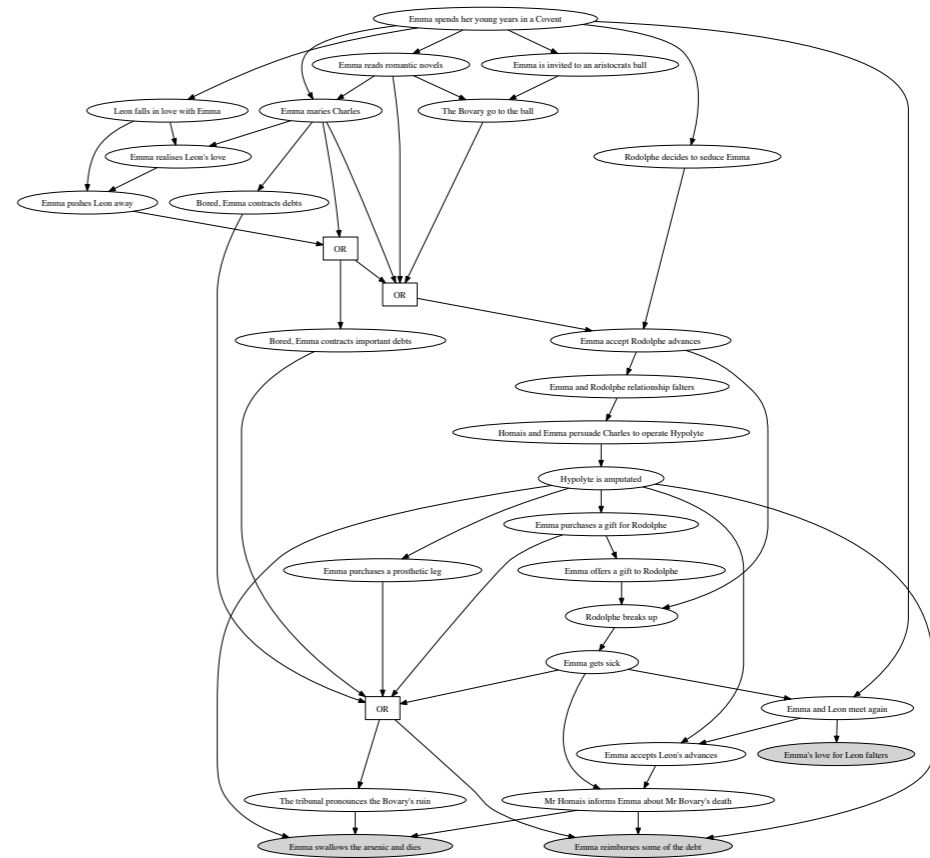 Emma spends her young years in a Covent
Emma reads romantic novels
Emma is invited to an aristocrats ball
Leon falls in love with Emma
Emma maries Charles
The Bovary go to the ball
Emma realises Leon's love
Rodolphe decides to seduce Emma
Emma pushes Leon away
Bored, Emma contracts debts
OR
OR
Bored, Emma contracts important debts
Emma accept Rodolphe advances
Emma and Rodolphe relationship falters
Homais and Emma persuade Charles to operate Hypolyte
Hypolyte is amputated
Emma purchases a gift for Rodolphe
Emma purchases a prosthetic leg
Emma offers a gift to Rodolphe
Rodolphe breaks up
Emma gets sick
OR
Emma and Leon meet again
Emma accepts Leon's advances
Emma's love for Leon falters
The tribunal pronounces the Bovary's ruin
Mr Homais informs Emma about Mr Bovary's death
Emma swallows the arsenic and dies
Emma reimburses some of the debt